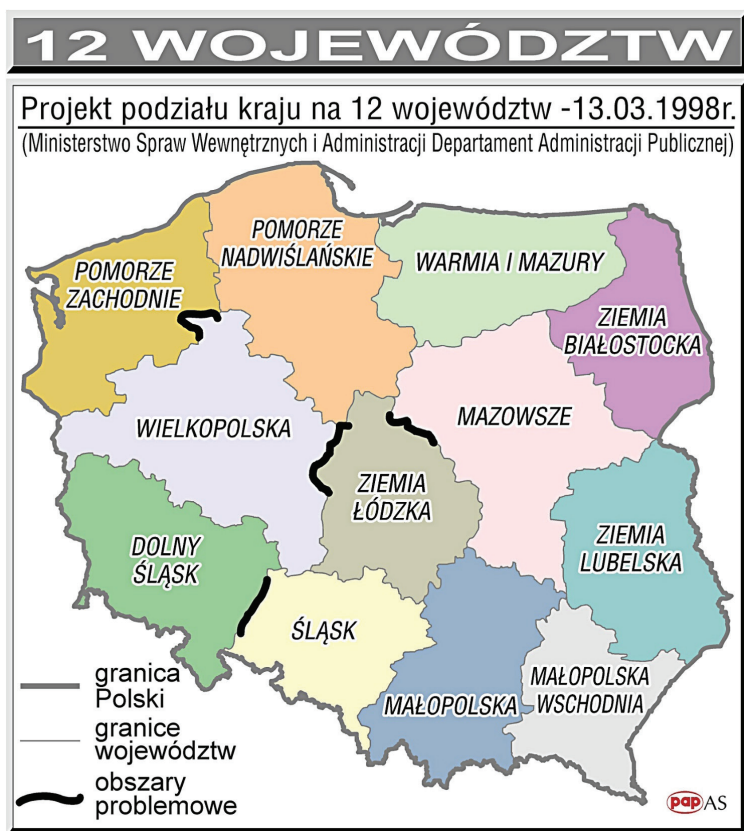 12 WOJEWÓDZTW
Projekt podziału kraju na 12 województw -13.03.1998r.
(Ministerstwo Spraw Wewnętrznych i Administracji Departament Administracji Publicznej)
POMORZE
ZACHODNIE
POMORZE
NADWIŚLAŃSKIE
WARMIA I MAZURY
ZIEMIA
BIAŁOSTOCKA
WIELKOPOLSKA
MAZOWSZE
ZIEMIA
ŁÓDZKA
DOLNY
ŚLĄSK
ZIEMIA
LUBELSKA
ŚLĄSK
MAŁOPOLSKA
MAŁOPOLSKA
WSCHODNIA
granica
Polski
granice
województw
obszary
problemowe
pap AS